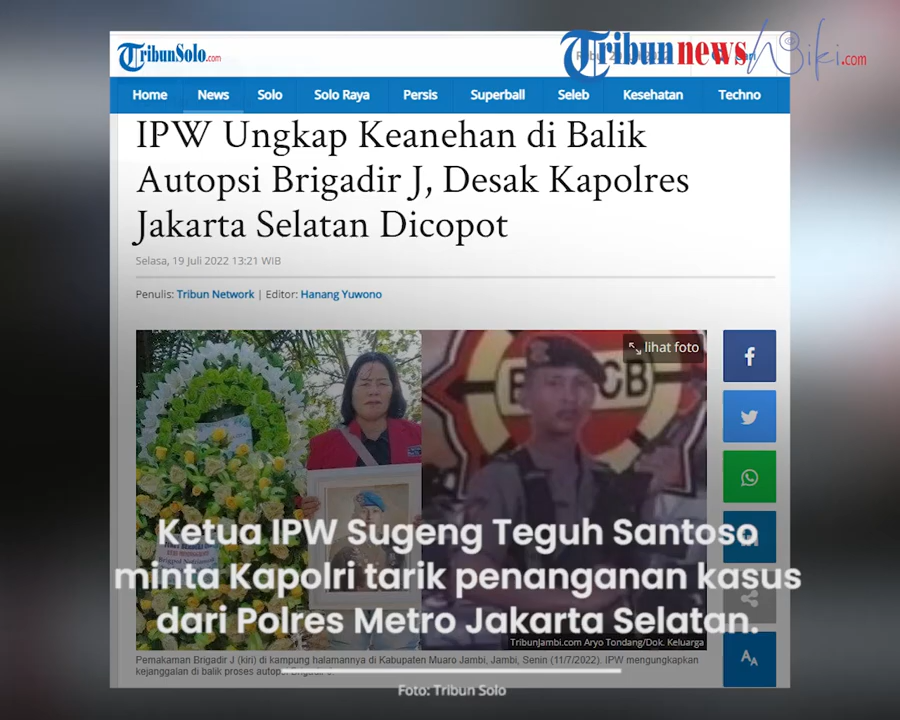 TribunSolo.com
Tribunnews Wiki.com
Home News Solo Solo Raya Persis Superball Seleb Kesehatan Techno
IPW Ungkap Keanehan di Balik
Autopsi Brigadir J, Desak Kapolres
Jakarta Selatan Dicopot
Selasa, 19 Juli 2022 13:21 WIB
Penulis: Tribun Network | Editor: Hanang Yuwono
lihat foto
Ketua IPW Sugeng Teguh Santoso
minta Kapolri tarik penanganan kasus
dari Polres Metro Jakarta Selatan.
TribunJambi.com Aryo Tondang/Dok. Keluarga
AA
Pemakaman Brigadir J (kiri) di kampung halamannya di Kabupaten Muaro Jambi, Jambi, Senin (11/7/2022). IPW mengungkapkan
kejanggalan di balik proses autopsi Brigadir J.
Foto: Tribun Solo